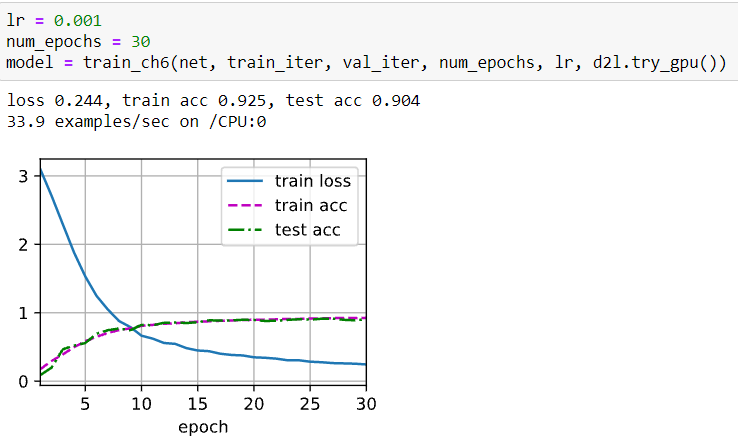 lr = 0.001
num_epochs = 30
model = train_ch6(net, train_iter, val_iter, num_epochs, lr, d2l.try_gpu())
loss 0.244, train acc 0.925, test acc 0.904
33.9 examples/sec on /CPU:0
train loss
train acc
test acc
3
2
1
0
5 10 15 20 25 30
epoch